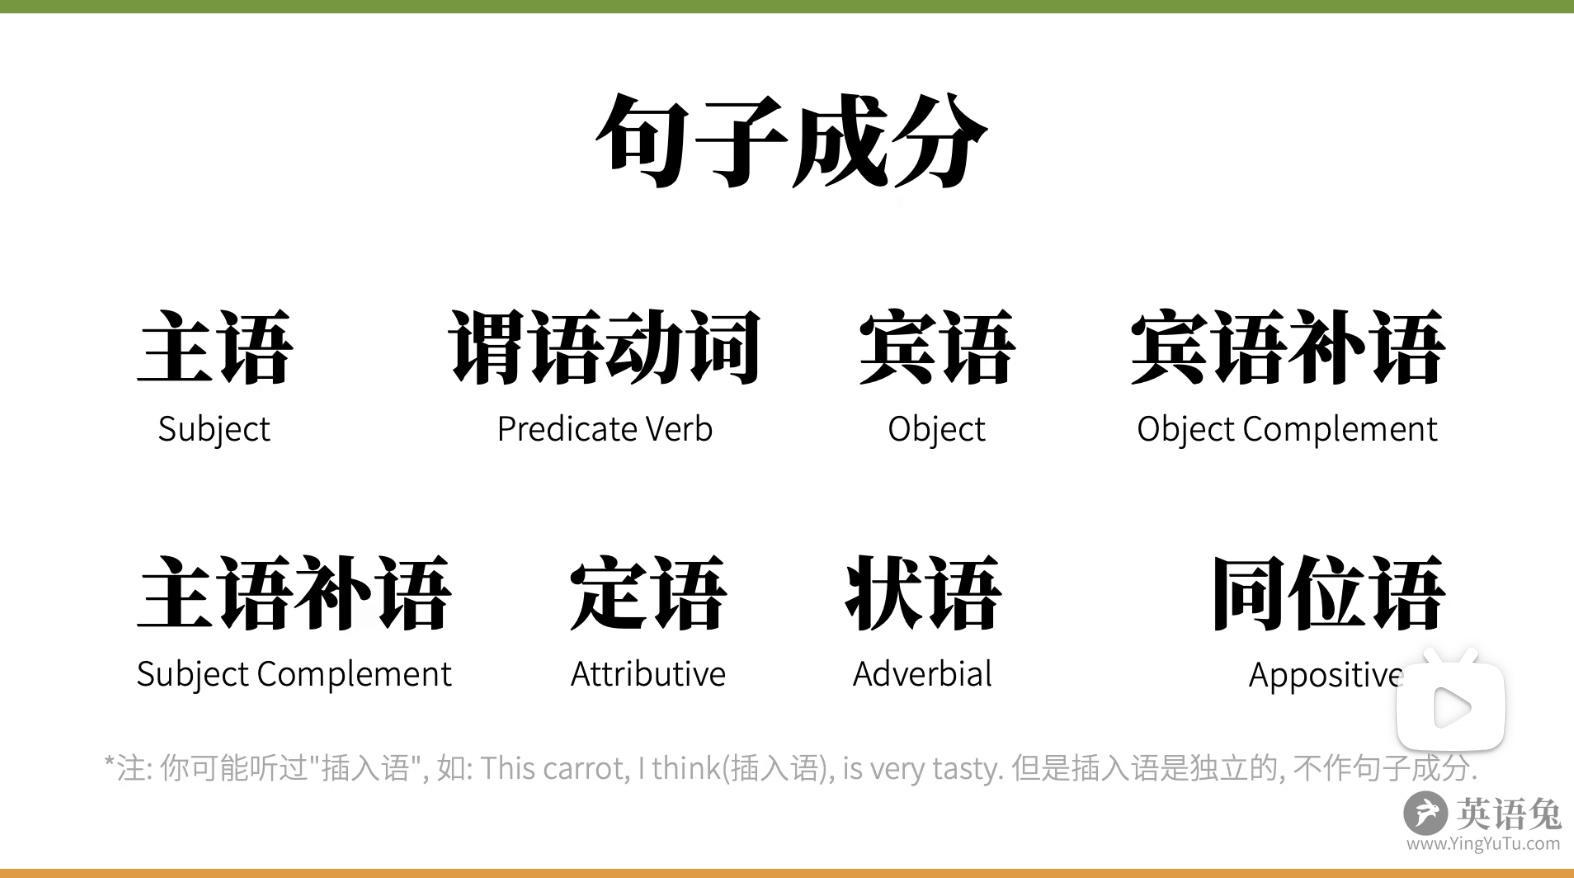 句子成分
主语 谓语动词 宾语 宾语补语
Subject Predicate Verb Object Object Complement
主语补语 定语 状语 同位语
Subject Complement Attributive Adverbial Appositive
*注: 你可能听过"插入语", 如: This carrot, I think(插入语), is very tasty. 但是插入语是独立的, 不作句子成分.
英语兔
www.YingYuTu.com